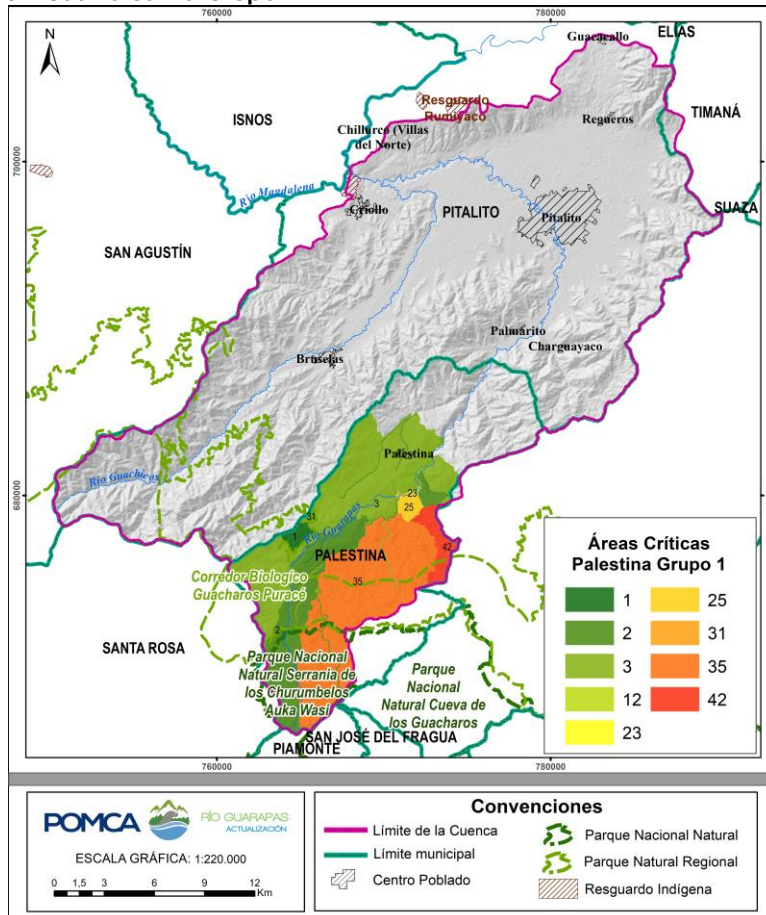 760000
780000
N
ELIAS
Guacacallo
TIMANÁ
ISNOS
Resguardo
Rumiyaco
Regueros
Chillurco (Villas
del Norte)
700000
700000
Río Magdalena
Criollo
PITALITO
Pitalito
SUAZA
SAN AGUSTÍN
Palmarito
Charguayaco
Bruselas
Palestina
Río Guachicos
680000
680000
23
3
25
31
1
Río Guarapas
42
PALESTINA
35
Corredor Biologico
Guacharos Puracé
2
SANTA ROSA
Parque Nacional
Natural Serrania de
los Churumbelos
Auka Wasi
Parque
Nacional
Natural Cueva de
los Guacharos
SAN JOSÉ DEL FRAGUA
PIAMONTE
Áreas Críticas
Palestina Grupo 1
1
25
2
31
3
35
12
42
23
760000
780000
POMCA
RÍO GUARAPAS
ACTUALIZACIÓN
ESCALA GRÁFICA: 1:220.000
0 1,5 3 6 9 12
Km
Convenciones
Límite de la Cuenca
Límite municipal
Centro Poblado
Parque Nacional Natural
Parque Natural Regional
Resguardo Indígena